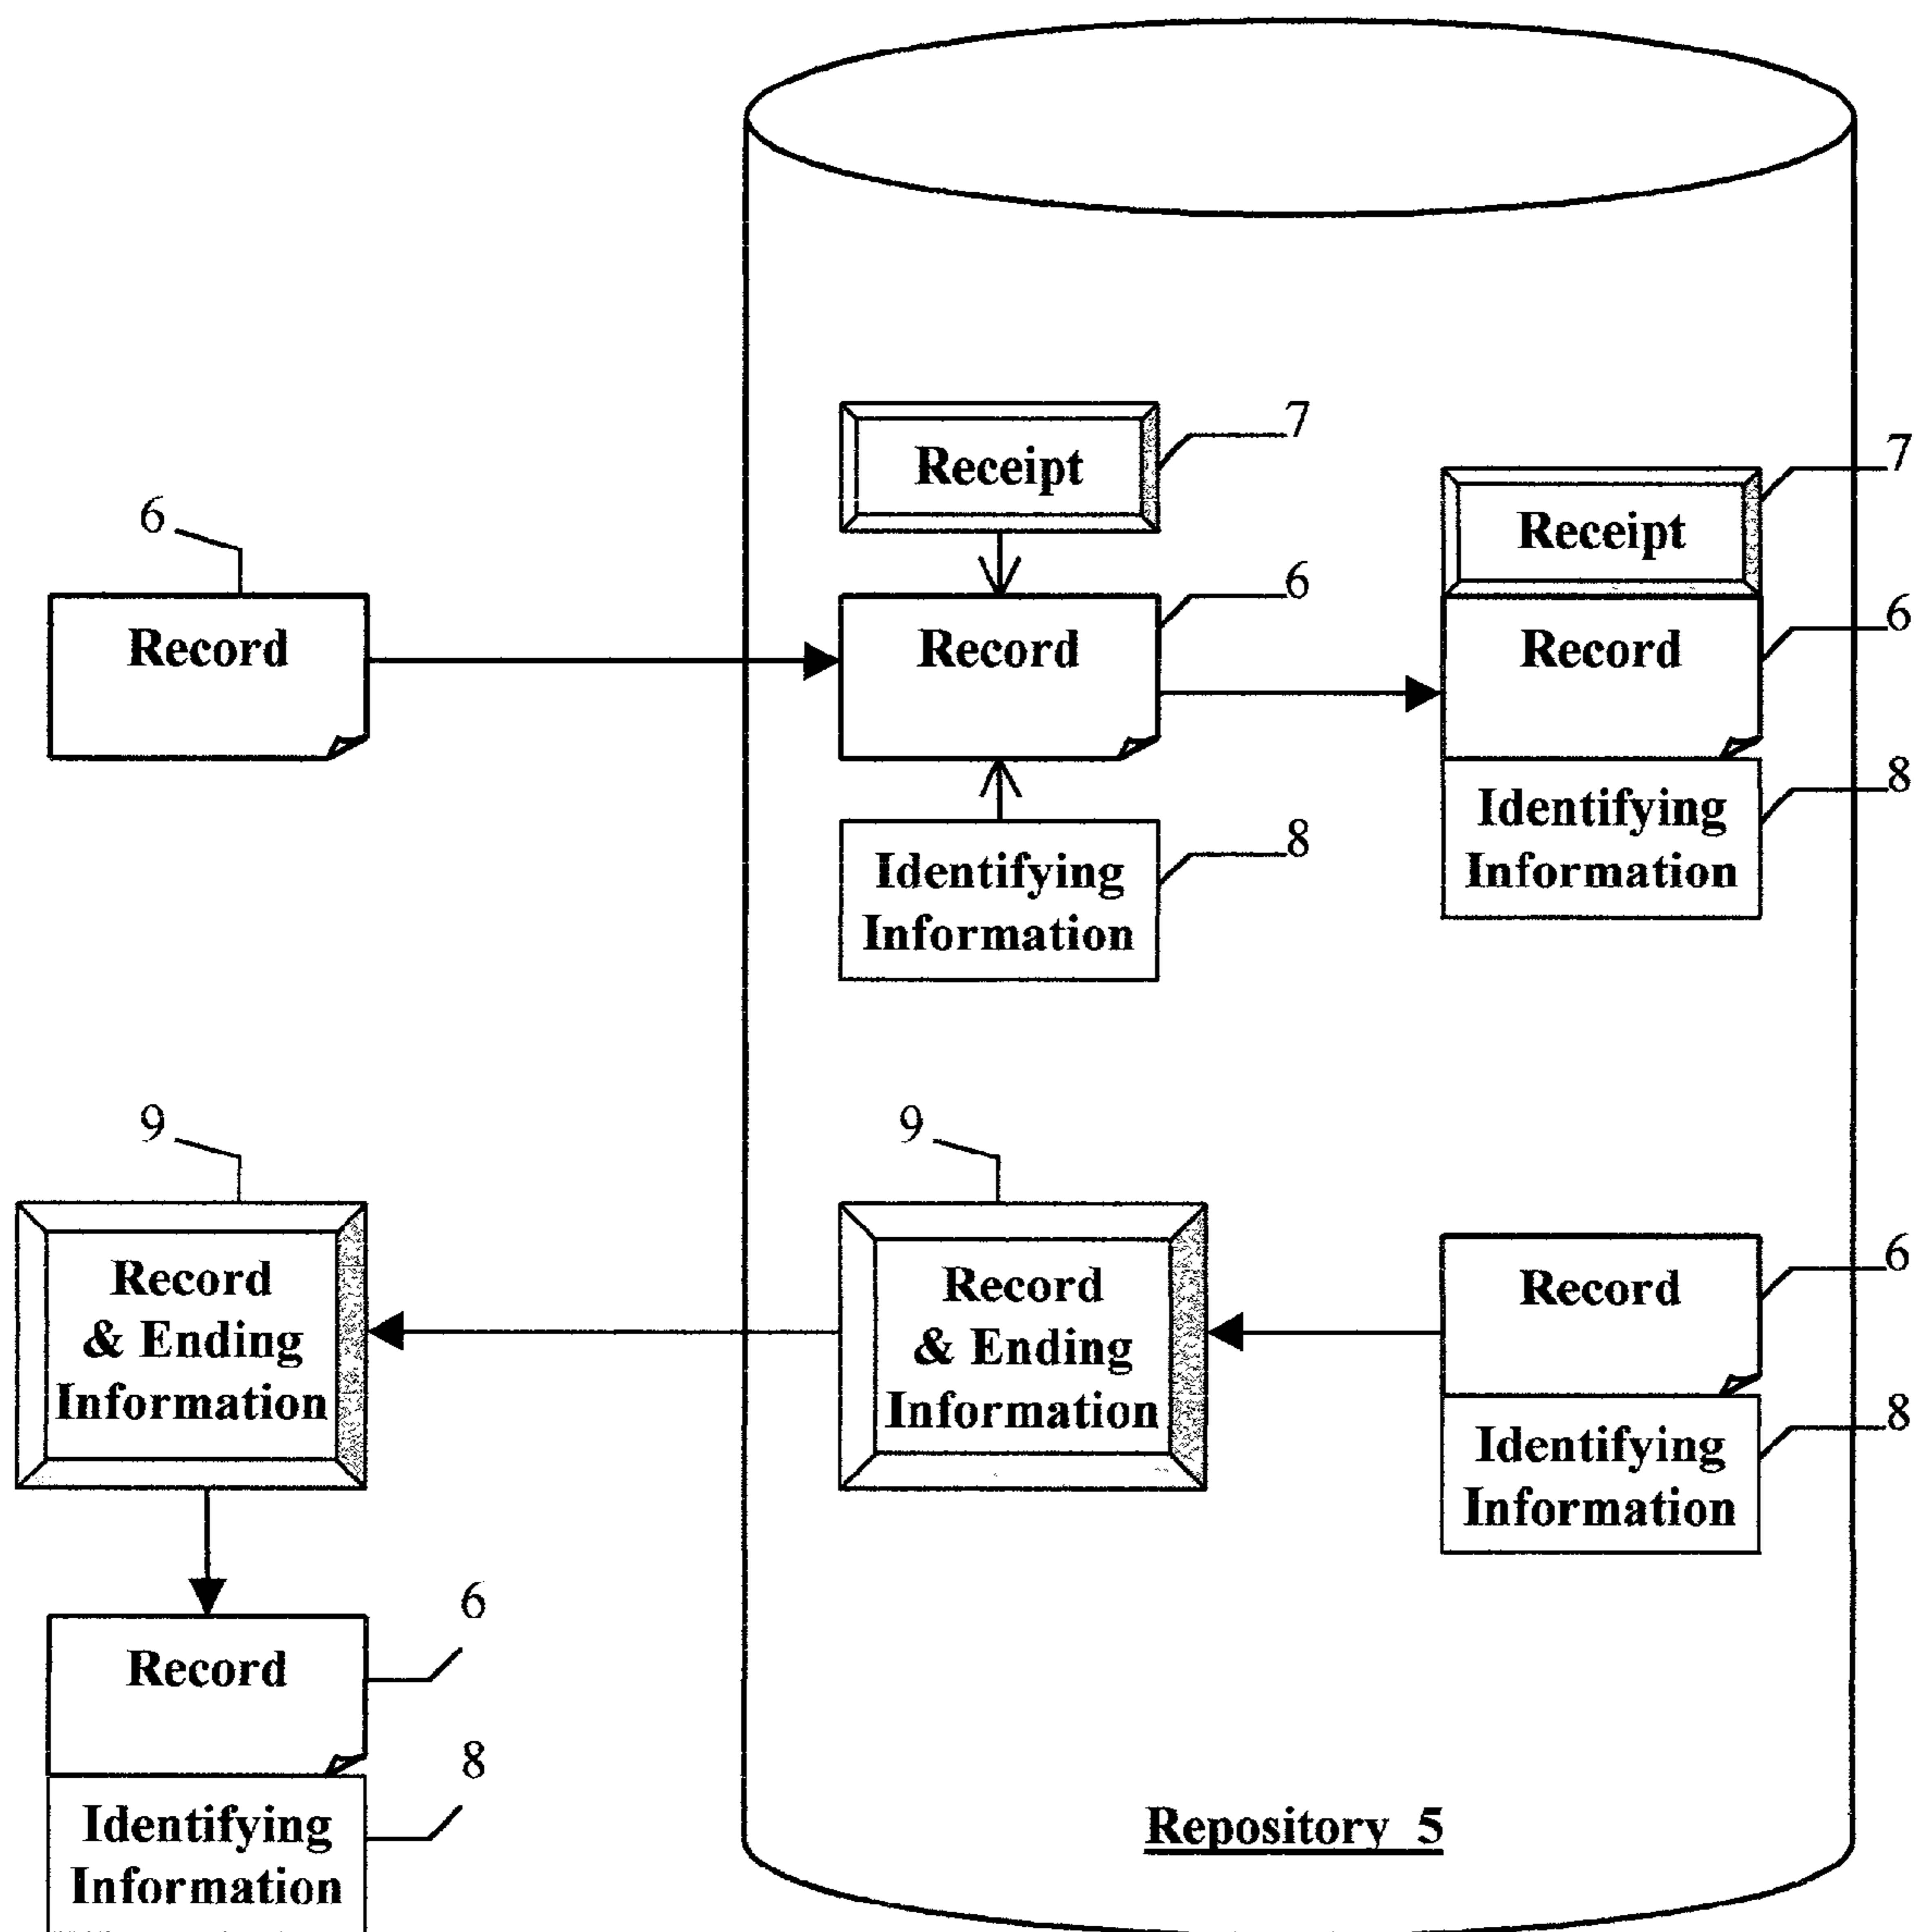 7
Receipt
7
Receipt
6
6
6
Record
Record
Record
8
Identifying
Information
8
Identifying
Information
9
9
6
Record
& Ending
Information
Record
& Ending
Information
Record
8
Identifying
Information
6
Record
8
Identifying
Information
Repository 5